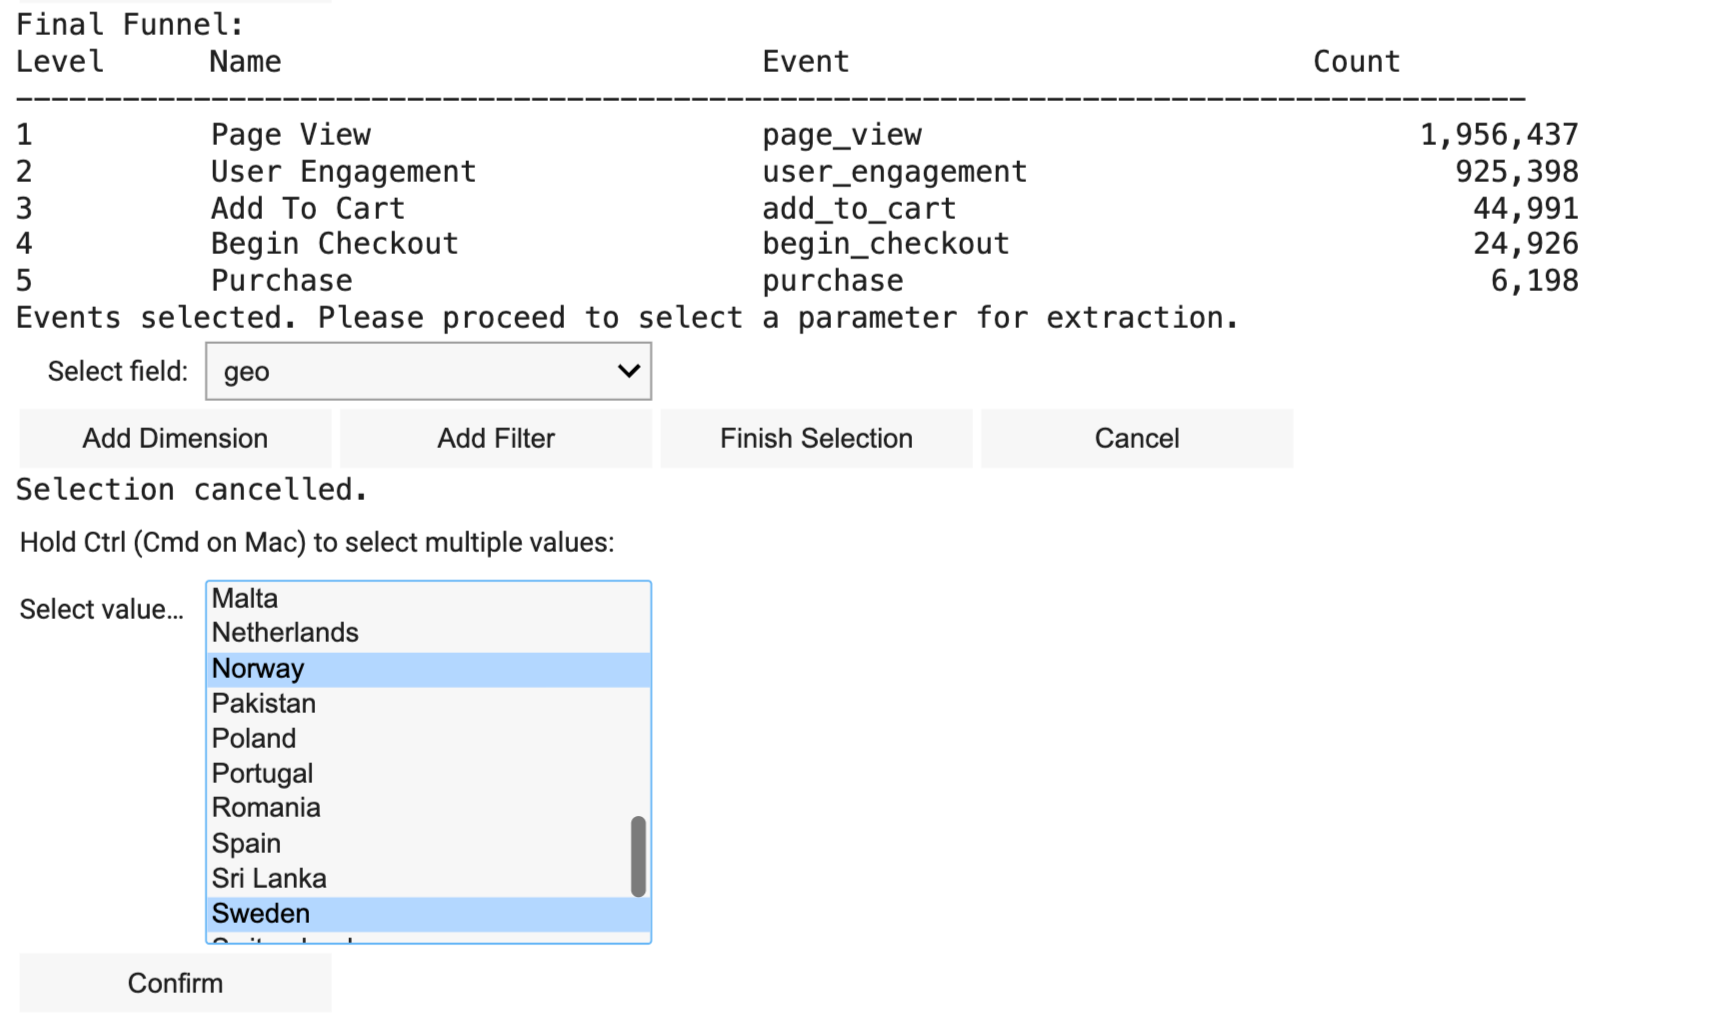 Final Funnel:
Level Name Event Count
--------------------------------------------------------------------------------------
1 Page View page_view 1,956,437
2 User Engagement user_engagement 925,398
3 Add To Cart add_to_cart 44,991
4 Begin Checkout begin_checkout 24,926
5 Purchase purchase 6,198
Events selected. Please proceed to select a parameter for extraction.
Select field: geo
Add Dimension Add Filter Finish Selection Cancel
Selection cancelled.
Hold Ctrl (Cmd on Mac) to select multiple values:
Select value…
Malta
Netherlands
Norway
Pakistan
Poland
Portugal
Romania
Spain
Sri Lanka
Sweden
Confirm